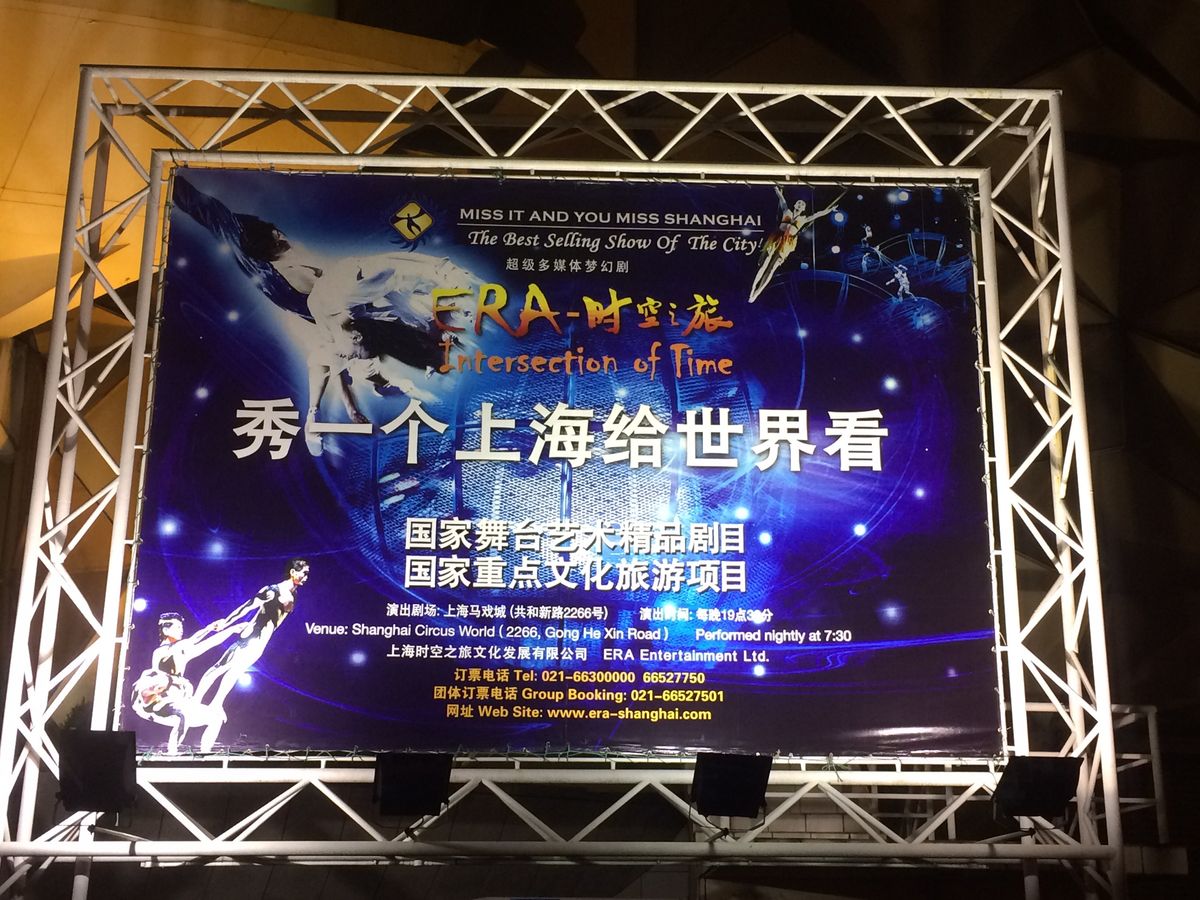 MISS IT AND YOU MISS SHANGHAI
The Best Selling Show Of The City!
超级多媒体梦幻剧
ERA-时空之旅
Intersection of Time
秀一个上海给世界看
国家舞台艺术精品剧目
国家重点文化旅游项目
演出剧场: 上海马戏城 (共和新路2266号) 演出时间: 每晚19点30分
Venue: Shanghai Circus World ( 2266, Gong He Xin Road ) Performed nightly at 7:30
上海时空之旅文化发展有限公司 ERA Entertainment Ltd.
订票电话 Tel: 021-66300000 66527750
团体订票电话 Group Booking: 021-66527501
网址 Web Site: www.era-shanghai.com